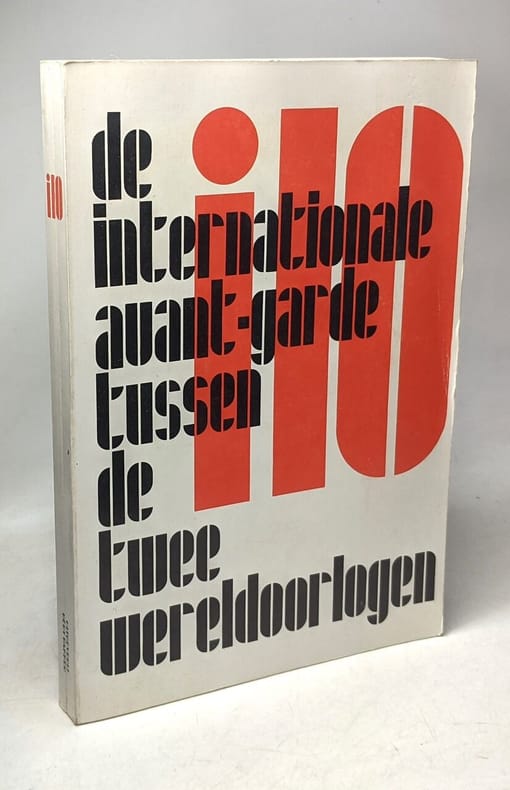 i10
i10
de
internationale
avant-garde
tussen
de
twee
wereldoorlogen